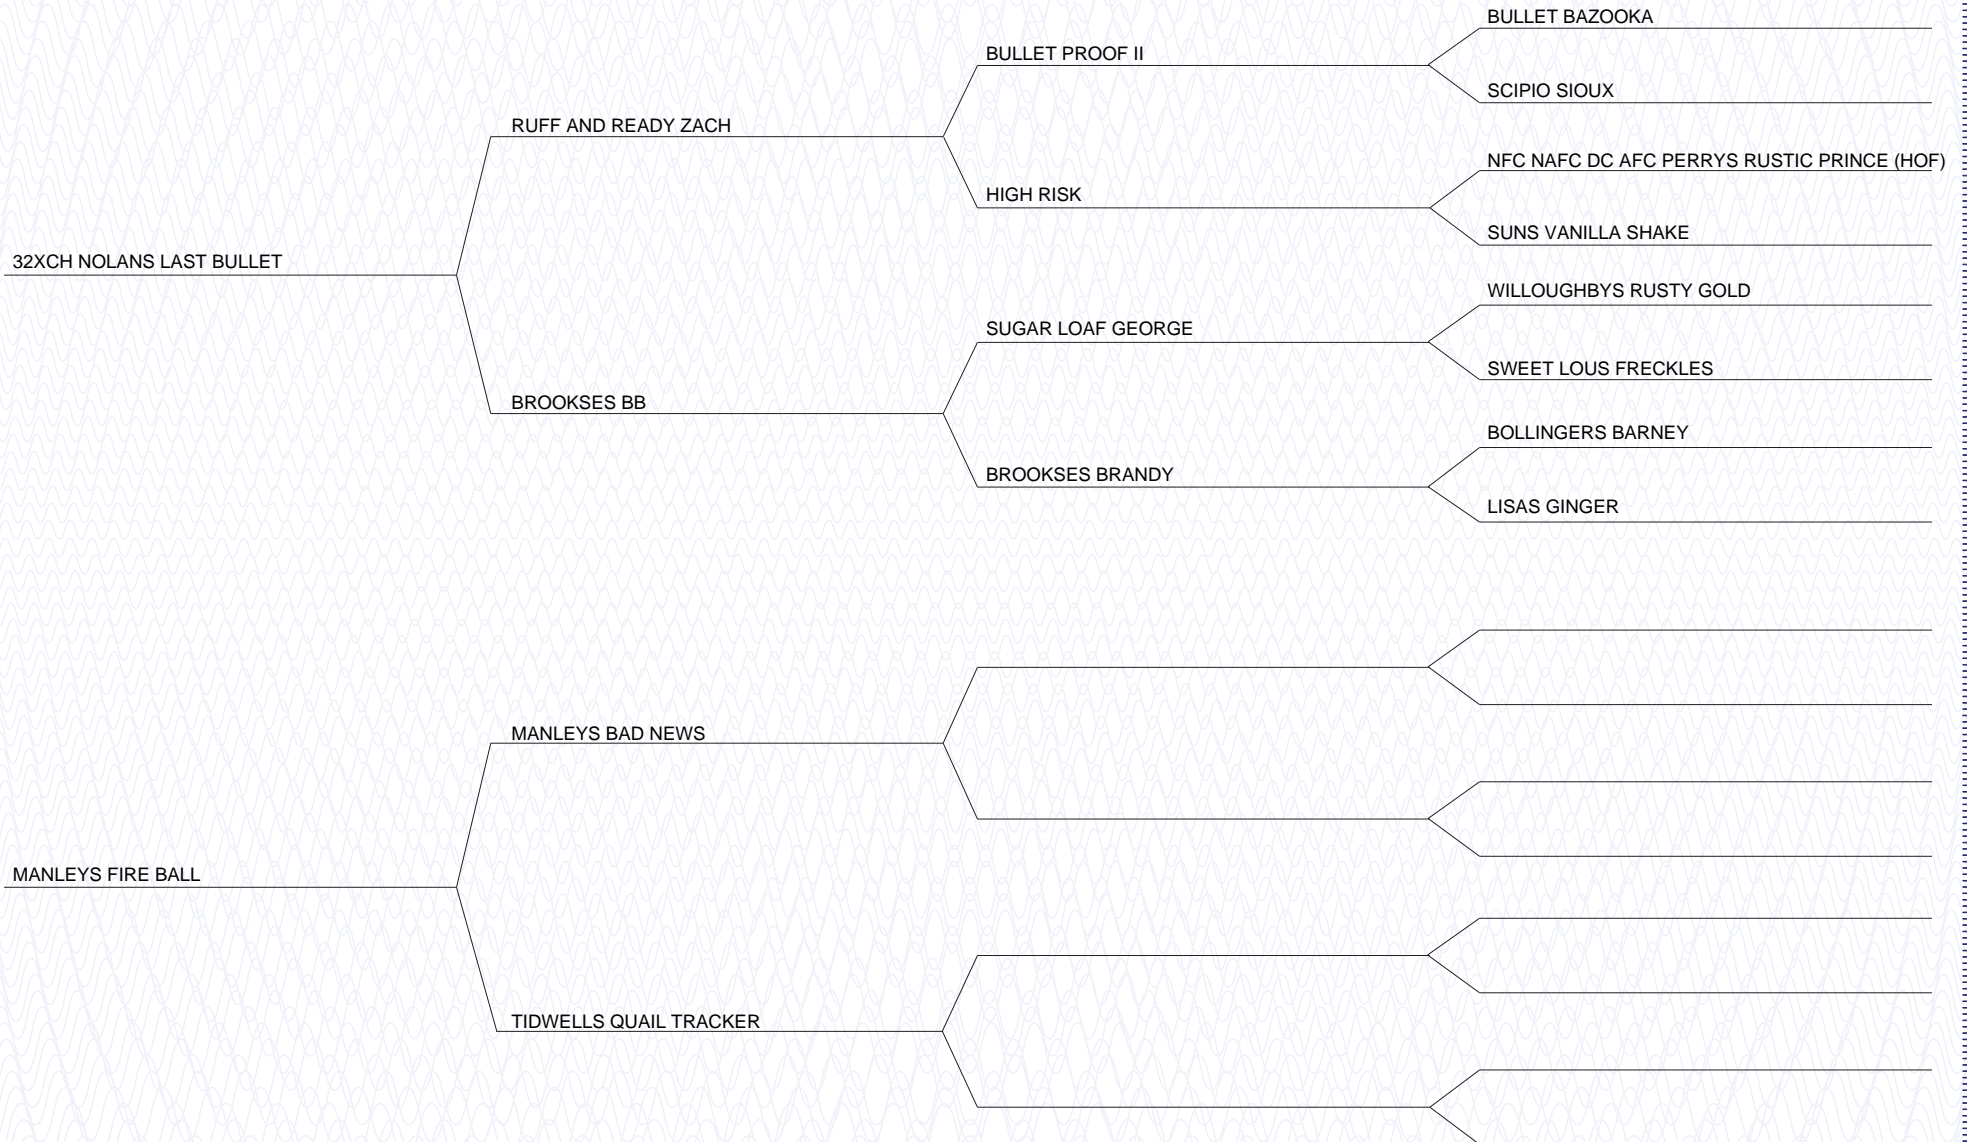 BULLET BAZOOKA
BULLET PROOF II
SCIPIO SIOUX
RUFF AND READY ZACH
NFC NAFC DC AFC PERRYS RUSTIC PRINCE (HOF)
HIGH RISK
SUNS VANILLA SHAKE
32XCH NOLANS LAST BULLET
WILLOUGHBYS RUSTY GOLD
SUGAR LOAF GEORGE
SWEET LOUS FRECKLES
BROOKSES BB
BOLLINGERS BARNEY
BROOKSES BRANDY
LISAS GINGER
MANLEYS BAD NEWS
MANLEYS FIRE BALL
TIDWELLS QUAIL TRACKER